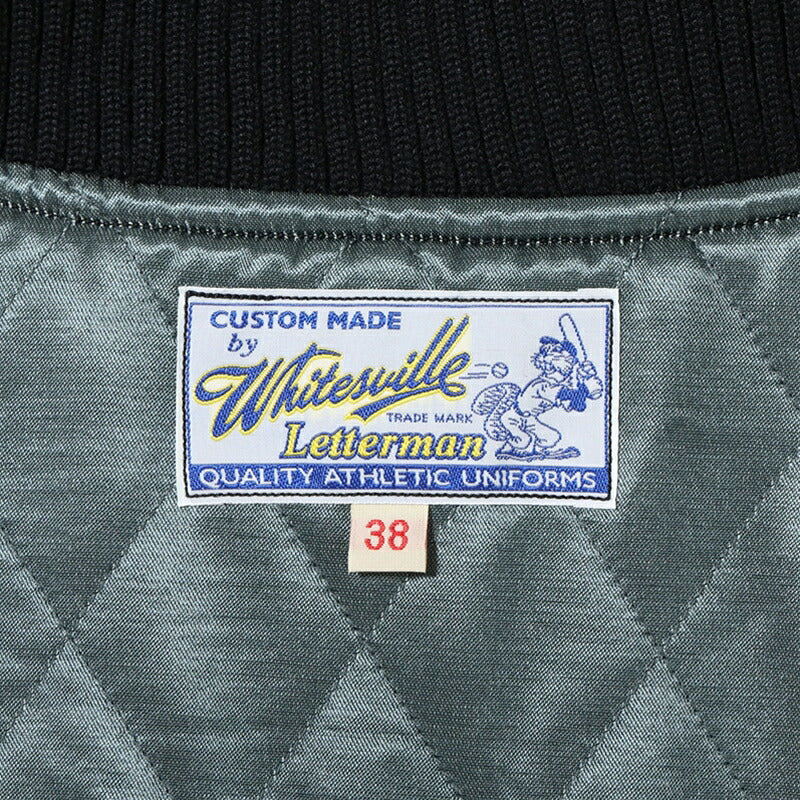 CUSTOM MADE
by
Whitesville
TRADE MARK
Letterman
QUALITY ATHLETIC UNIFORMS
38